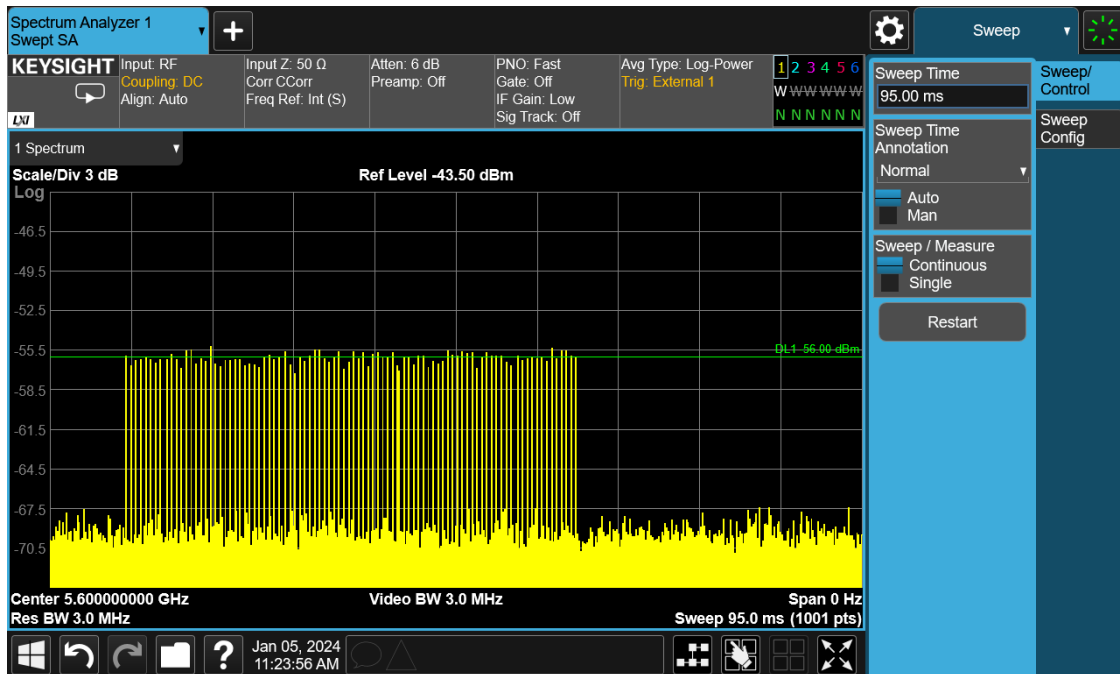 Spectrum Analyzer 1
Swept SA
+
Sweep
KEYSIGHT
LXI
Input: RF
Coupling: DC
Align: Auto
Input Z: 50 Ω
Corr CCorr
Freq Ref: Int (S)
Atten: 6 dB
Preamp: Off
PNO: Fast
Gate: Off
IF Gain: Low
Sig Track: Off
Avg Type: Log-Power
Trig: External 1
1 2 3 4 5 6
W W W W W W
N N N N N N
Sweep Time
95.00 ms
Sweep Time
Annotation
Normal
Auto
Man
Sweep / Measure
Continuous
Single
Restart
Sweep/
Control
Sweep
Config
1 Spectrum
Scale/Div 3 dB
Ref Level -43.50 dBm
Log
-46.5
-49.5
-52.5
-55.5
-58.5
-61.5
-64.5
-67.5
-70.5
DL1 -56.00 dBm
Center 5.600000000 GHz
Video BW 3.0 MHz
Span 0 Hz
Res BW 3.0 MHz
Sweep 95.0 ms (1001 pts)
?
Jan 05, 2024
11:23:56 AM